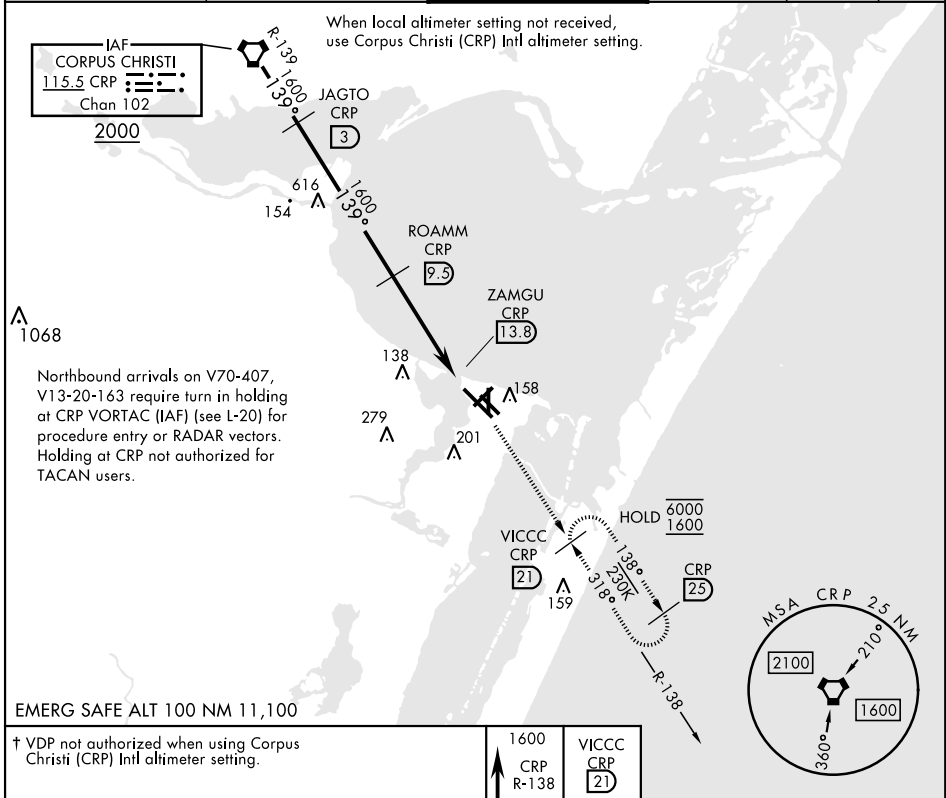 When local altimeter setting not received,
use Corpus Christi (CRP) Intl altimeter setting.
IAF
CORPUS CHRISTI
115.5 CRP
Chan 102
2000
R-139
1600
139°
JAGTO
CRP
3
616
154
1600
139°
ROAMM
CRP
9.5
ZAMGU
CRP
13.8
1068
138
158
279
201
Northbound arrivals on V70-407,
V13-20-163 require turn in holding
at CRP VORTAC (IAF) (see L-20) for
procedure entry or RADAR vectors.
Holding at CRP not authorized for
TACAN users.
HOLD 6000
1600
VICCC
CRP
21
138°
230K
318°
CRP
25
159
R-138
MSA CRP 25 NM
210°
2100
1600
360°
EMERG SAFE ALT 100 NM 11,100
† VDP not authorized when using Corpus
Christi (CRP) Intl altimeter setting.
1600
CRP
R-138
VICCC
CRP
21